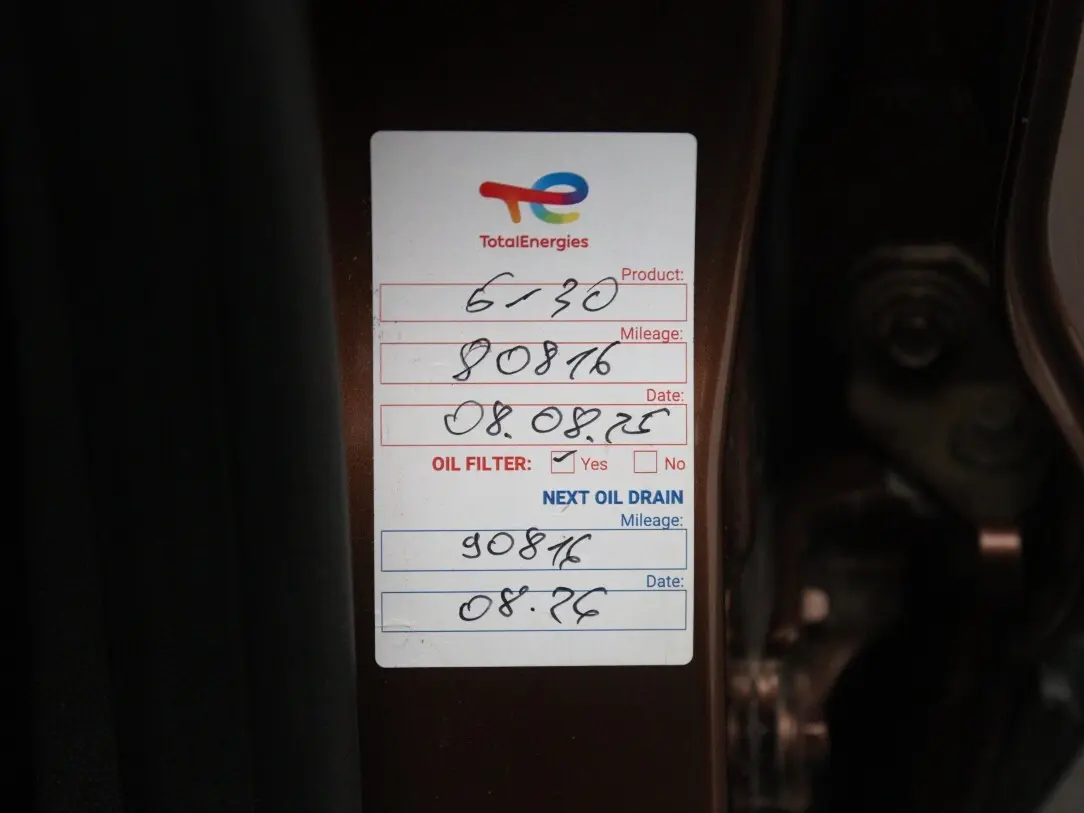 TotalEnergies
Product:
5-30
Mileage:
80816
Date:
08.08.25
OIL FILTER: ✓ Yes No
NEXT OIL DRAIN
Mileage:
90816
Date:
08.26